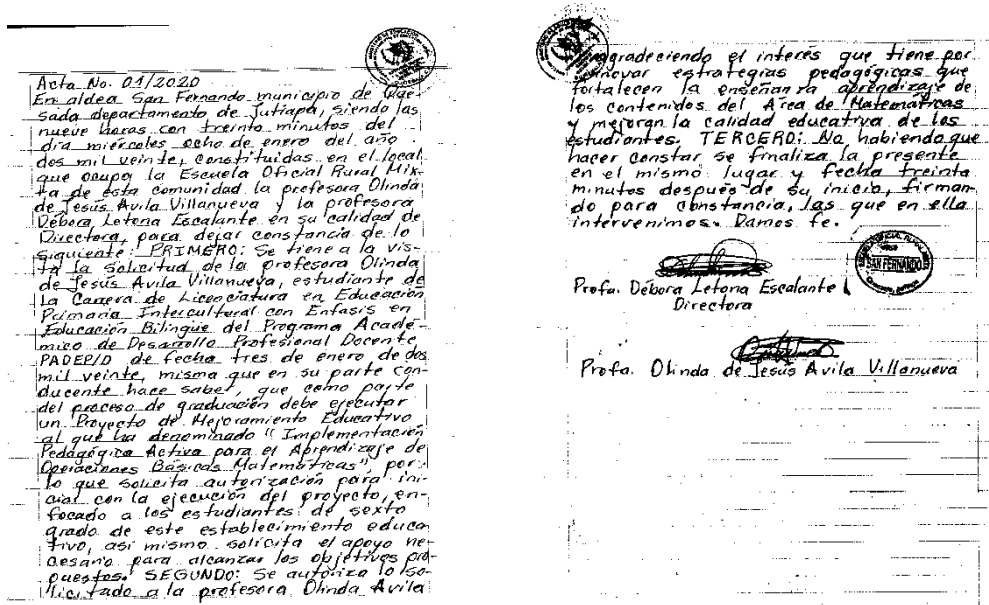 Acta No. 01/2020
En aldea San Fernando municipio de Que
sada departamento de Jutiapa, siendo las
nueve horas con treinta minutos del
día miércoles ocho de enero del año
dos mil veinte, constituidas en el local
que ocupa la Escuela Oficial Rural Mix-
ta de esta comunidad la profesora Olinda
de Jesús Avila Villanueva y la profesora
Débora Letona Escalante en su calidad de
Directora, para dejar constancia de lo
siguiente: PRIMERO: Se tiene a la vis-
ta la solicitud de la profesora Olinda
de Jesús Avila Villanueva, estudiante de
la Carrera de Licenciatura en Educación
Primaria Intercultural con Enfasis en
Educación Bilingüe del Programa Acadé-
mico de Desarrollo Profesional Docente
PADEP/D de fecha tres de enero de dos
mil veinte, misma que en su parte con-
ducente hace saber, que como parte
del proceso de graduación debe ejecutar
un Proyecto de Mejoramiento Educativo
al que ha denominado "Implementación
Pedagógica Activa para el Aprendizaje de
Operaciones Básicas Matemáticas", por
lo que solicita autorización para ini-
ciar con la ejecución del proyecto, en-
focado a los estudiantes de sexto
grado de este establecimiento educa
tivo, así mismo solicita el apoyo ne-
cesario para alcanzar los objetivos pro-
puestos. SEGUNDO: Se autoriza lo so-
licitado a la profesora Olinda Avila
agradeciendo el interés que tiene por
innovar estrategias pedagógicas que
fortalecen la enseñanza aprendizaje de
los contenidos del Area de Matemáticas
y mejoran la calidad educativa de los
estudiantes. TERCERO: No habiendo que
hacer constar se finaliza la presente
en el mismo lugar y fecha treinta
minutos después de su inicio, firman-
do para constancia, las que en ella
intervenimos. Damos fe.
SAN FERNANDO
Profa. Débora Letona Escalante
Directora
Profa. Olinda de Jesús Avila Villanueva